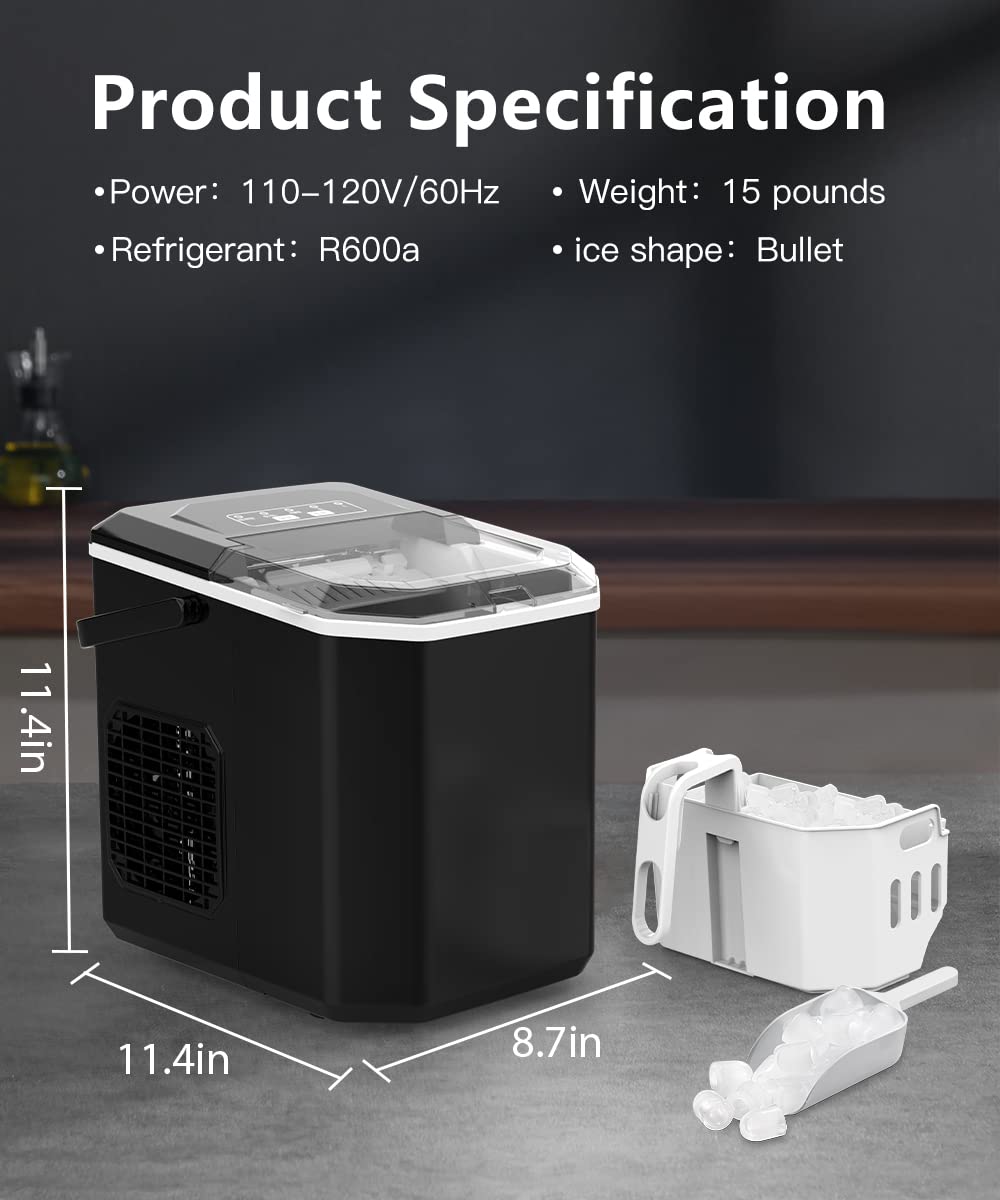 Product Specification
•Power: 110-120V/60Hz
• Weight: 15 pounds
•Refrigerant: R600a
• ice shape: Bullet
11.4in
11.4in
8.7in